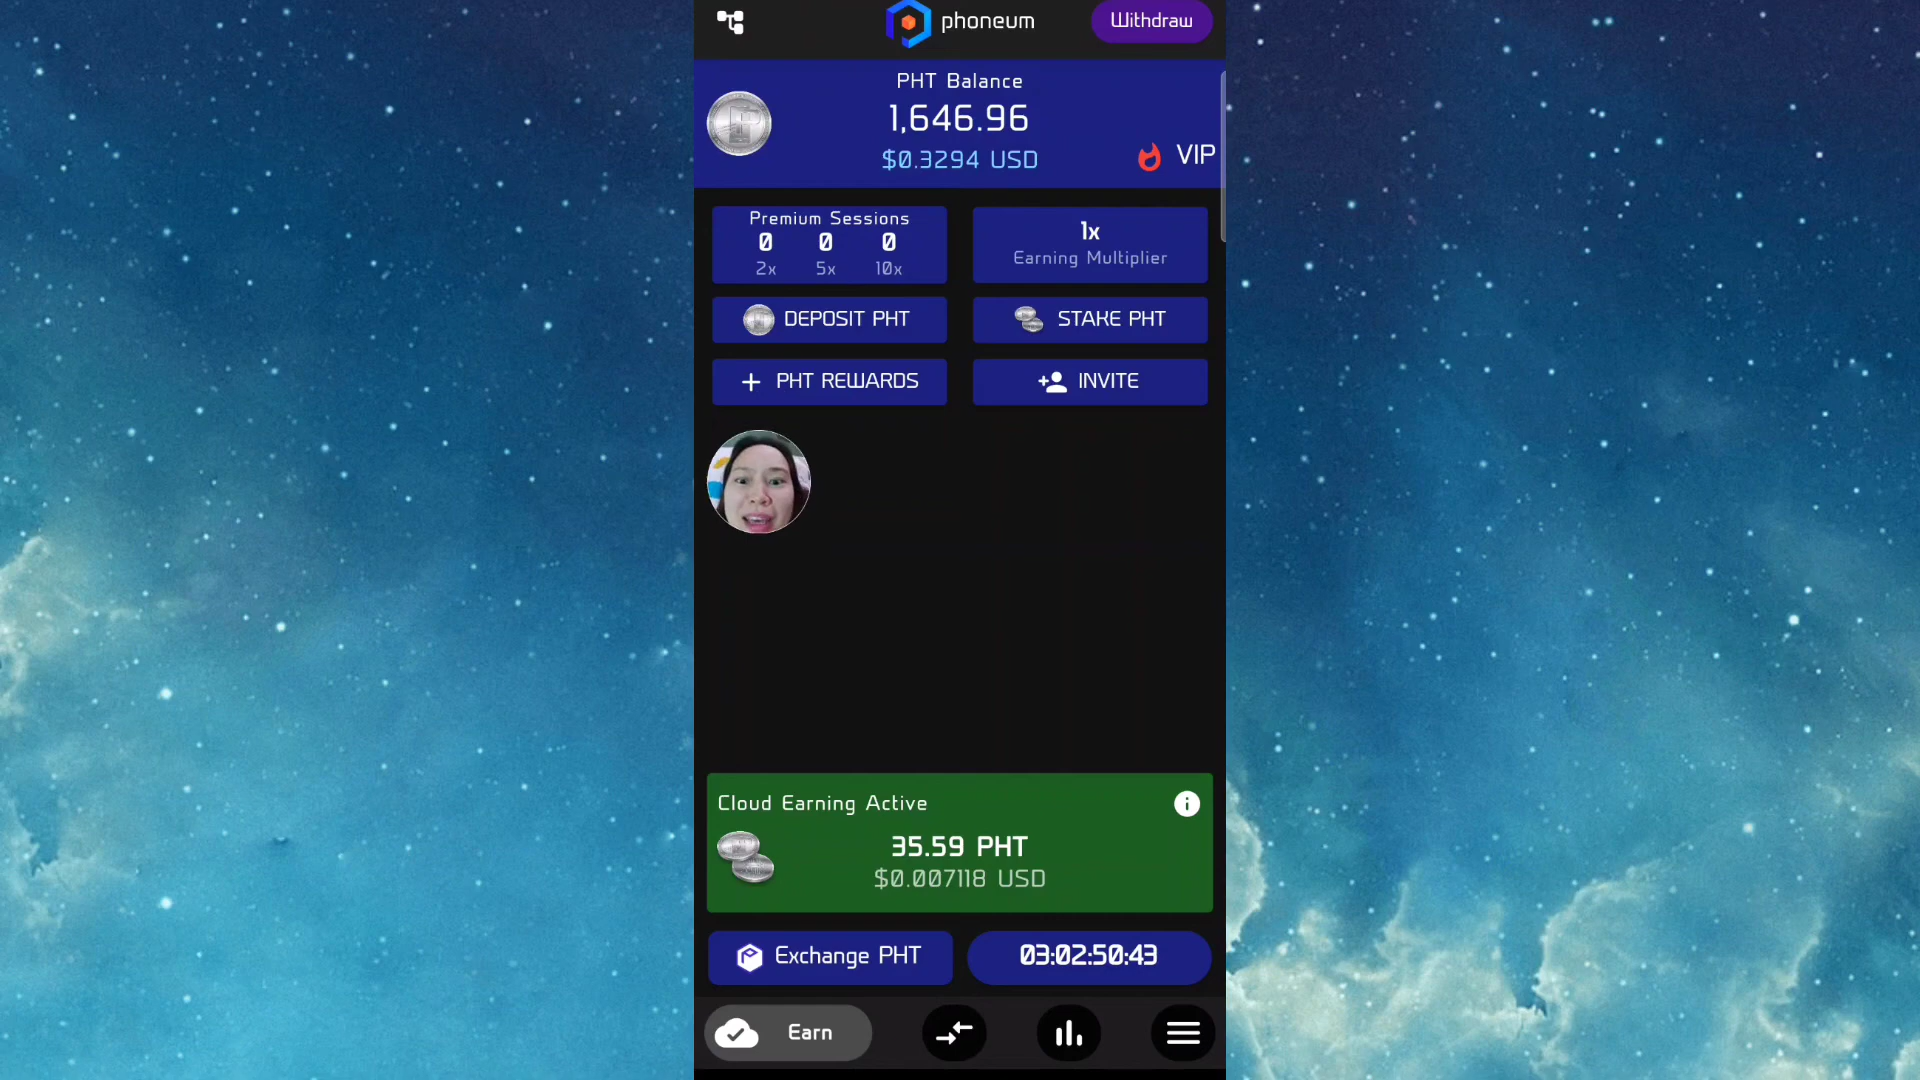 phoneum
Withdraw
PHT Balance
1,646.96
$0.3294 USD
VIP
Premium Sessions
0 0 0
2x 5x 10x
1x
Earning Multiplier
DEPOSIT PHT
STAKE PHT
PHT REWARDS
INVITE
Cloud Earning Active
35.59 PHT
$0.007118 USD
Exchange PHT
03:02:50:43
Earn